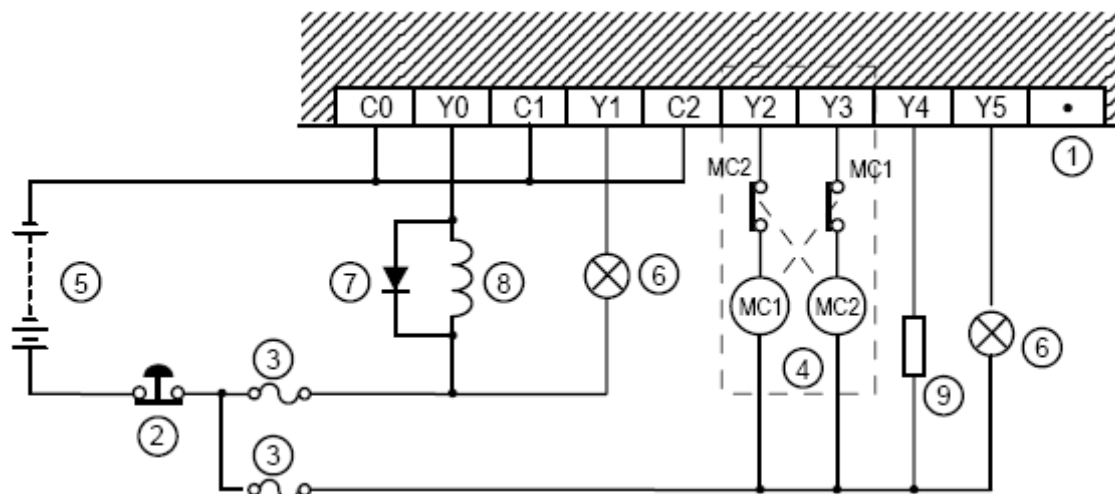 C0 Y0 C1 Y1 C2 Y2 Y3 Y4 Y5 •
①
MC2 MC1
⑤ ⑦ ⑧ ⑥
MC1 MC2
⑥
③ ④ ⑨
②
③